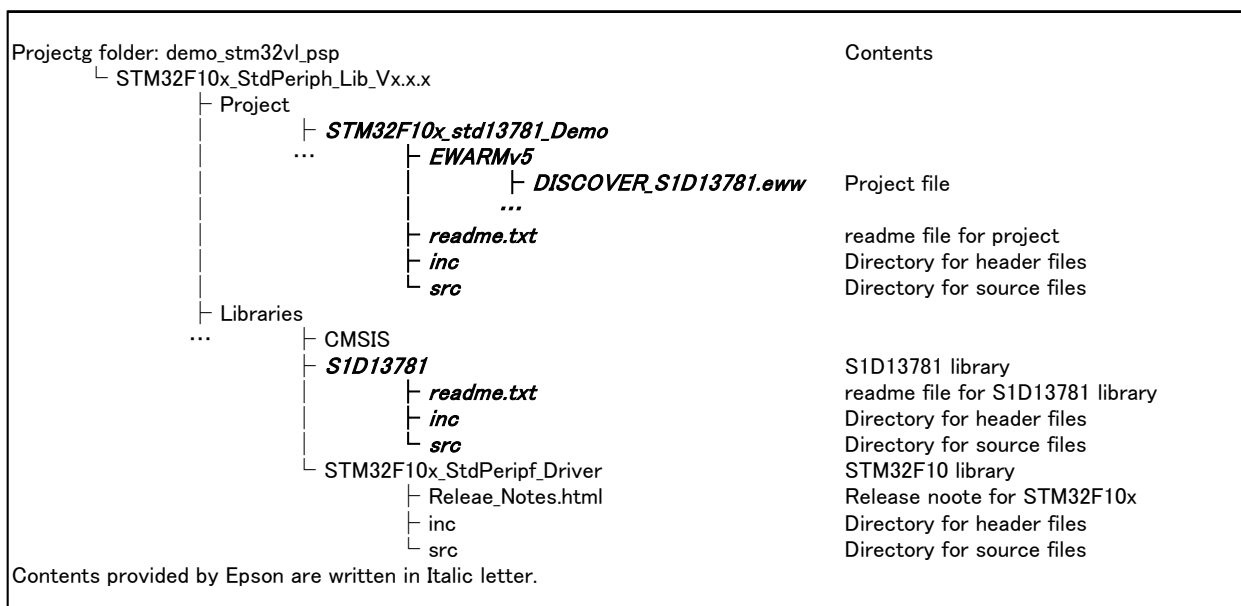 Projectg folder: demo_stm32vl_psp Contents
└ STM32F10x_StdPeriph_Lib_Vx.x.x
├ Project
│ ├ STM32F10x_std13781_Demo
│ … ├ EWARMv5
│ │ ├ DISCOVER_S1D13781.eww Project file
│ │ …
│ ├ readme.txt readme file for project
│ ├ inc Directory for header files
│ └ src Directory for source files
├ Libraries
… ├ CMSIS
├ S1D13781 S1D13781 library
│ ├ readme.txt readme file for S1D13781 library
│ ├ inc Directory for header files
│ └ src Directory for source files
└ STM32F10x_StdPeripf_Driver STM32F10 library
├ Releae_Notes.html Release noote for STM32F10x
├ inc Directory for header files
└ src Directory for source files
Contents provided by Epson are written in Italic letter.